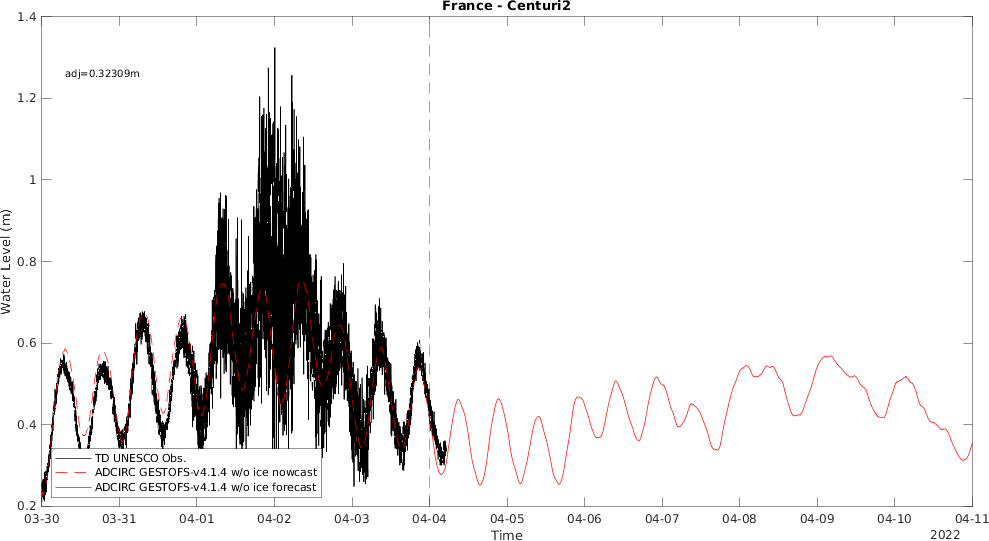 France - Centuri2
adj=0.32309m
Water Level (m)
1.4
1.2
1
0.8
0.6
0.4
0.2
TD UNESCO Obs.
ADCIRC GESTOFS-v4.1.4 w/o ice nowcast
ADCIRC GESTOFS-v4.1.4 w/o ice forecast
03-30 03-31 04-01 04-02 04-03 04-04 04-05 04-06 04-07 04-08 04-09 04-10 04-11
Time
2022